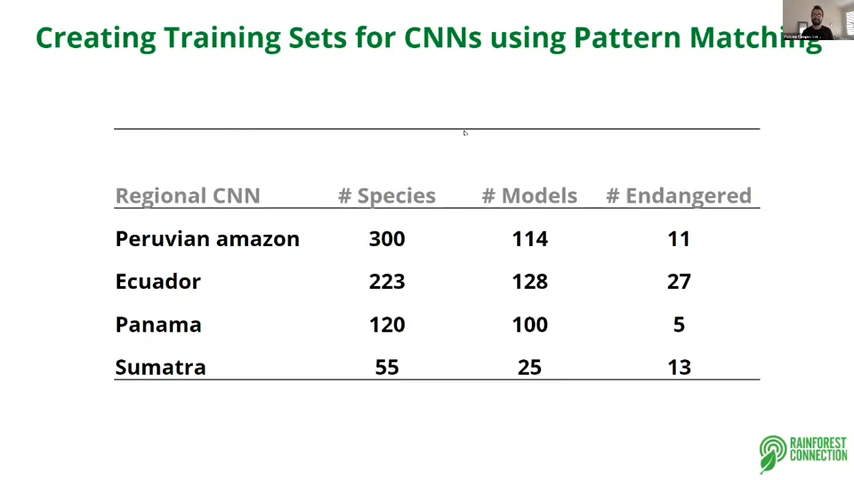 Creating Training Sets for CNNs using Pattern Matching
Regional CNN # Species # Models # Endangered
Peruvian amazon 300 114 11
Ecuador 223 128 27
Panama 120 100 5
Sumatra 55 25 13
RAINFOREST
CONNECTION